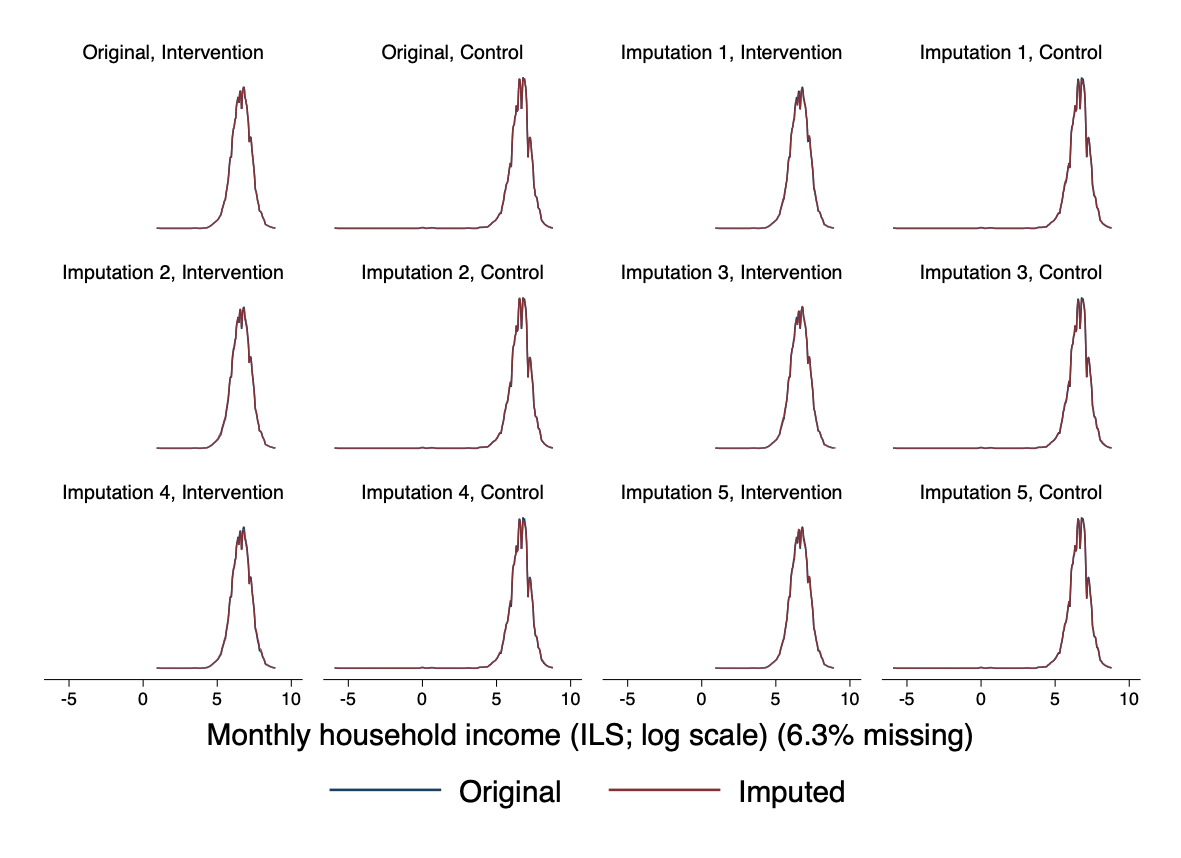 Original, Intervention
Original, Control
Imputation 1, Intervention
Imputation 1, Control
Imputation 2, Intervention
Imputation 2, Control
Imputation 3, Intervention
Imputation 3, Control
Imputation 4, Intervention
Imputation 4, Control
Imputation 5, Intervention
Imputation 5, Control
-5 0 5 10
-5 0 5 10
-5 0 5 10
-5 0 5 10
Monthly household income (ILS; log scale) (6.3% missing)
Original
Imputed